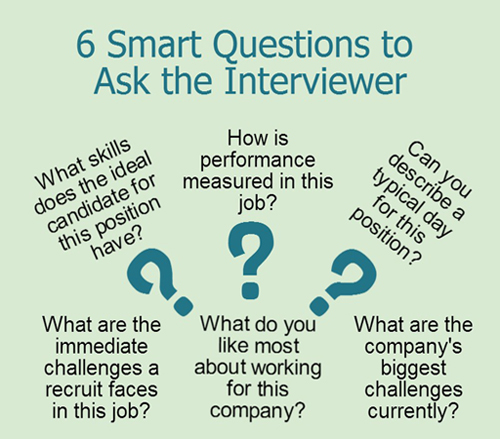 6 Smart Questions to
Ask the Interviewer
What skills
does the ideal
candidate for
this position
have?
How is
performance
measured in this
job?
Can you
describe a
typical day
for this
position?
? ? ?
What are the
immediate
challenges a
recruit faces
in this job?
What do you
like most
about working
for this
company?
What are the
company's
biggest
challenges
currently?